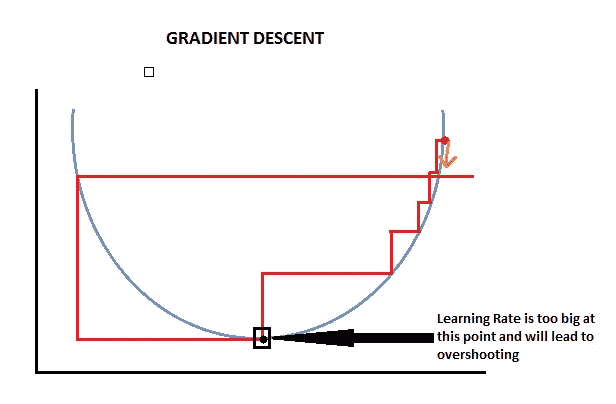 GRADIENT DESCENT
Learning Rate is too big at
this point and will lead to
overshooting